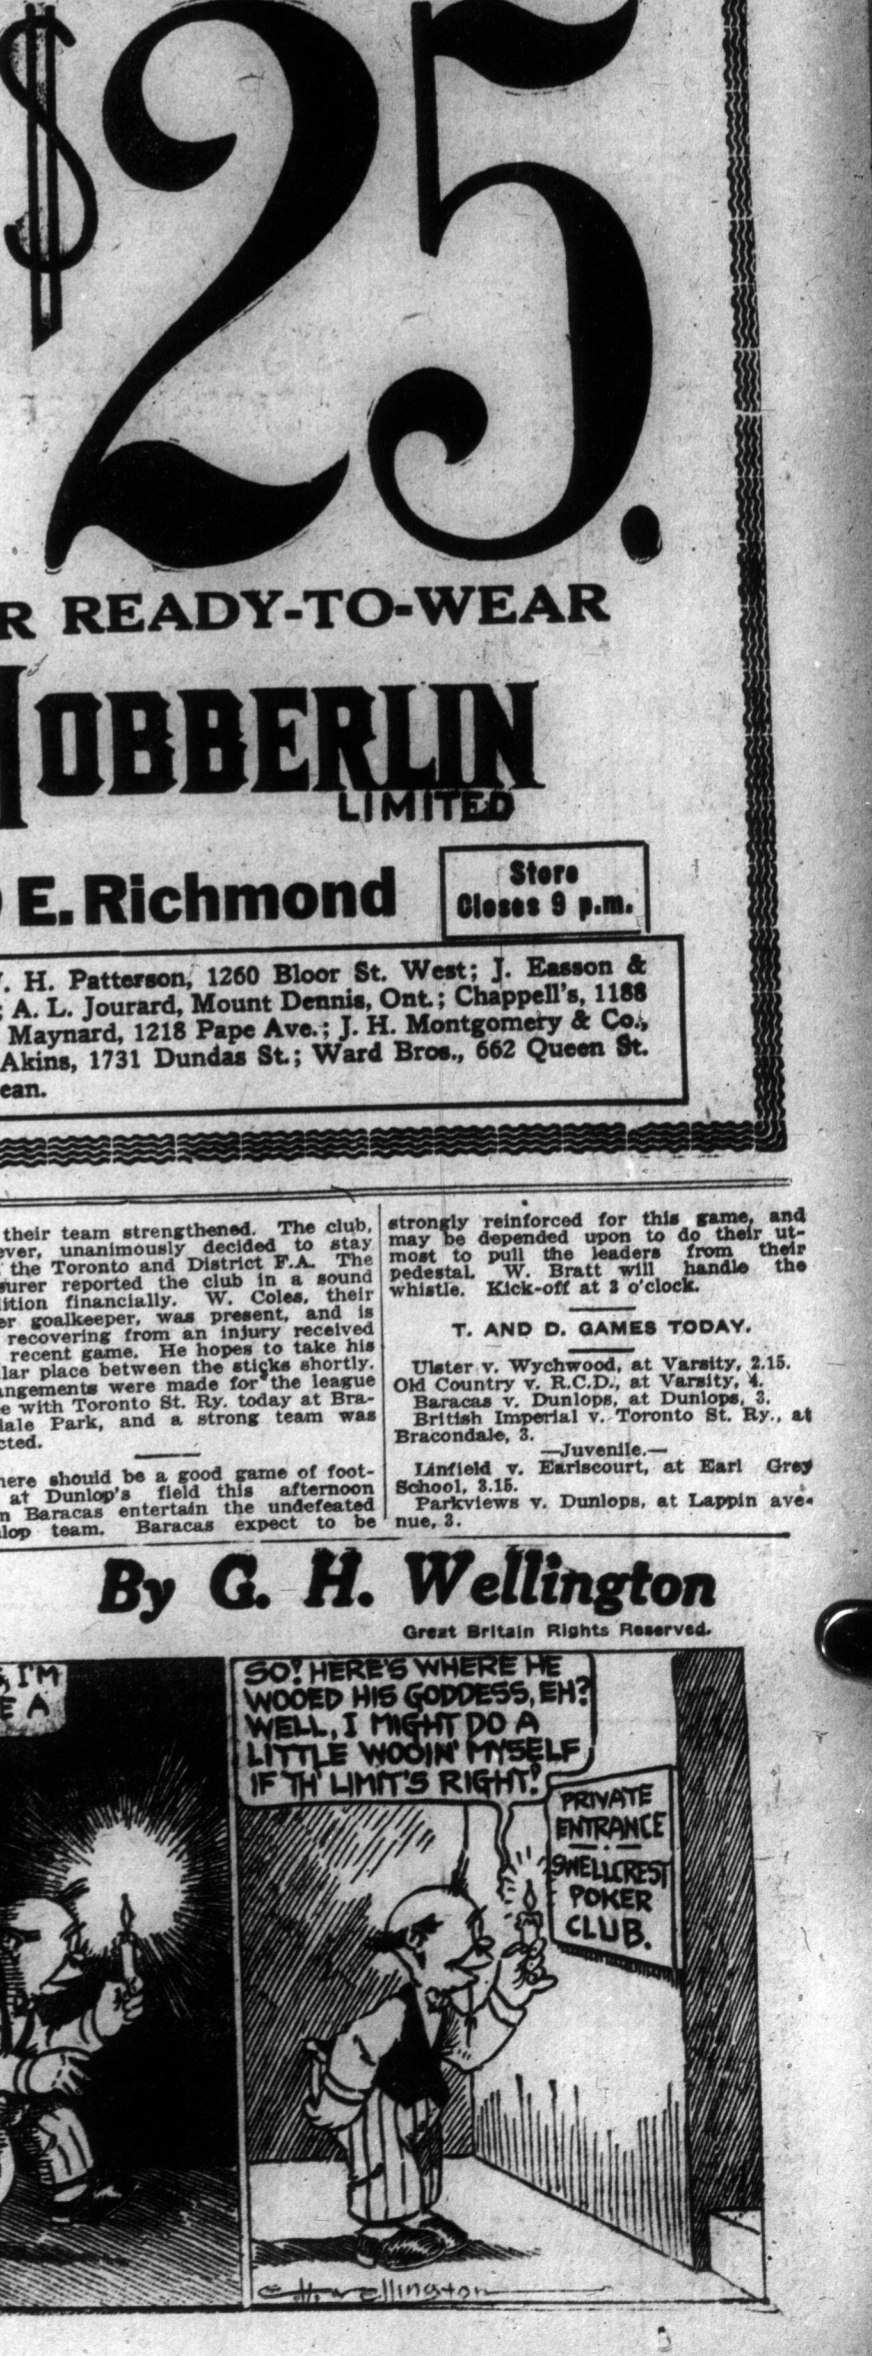 $25.
R READY-TO-WEAR
HOBBERLIN
LIMITED
E. Richmond
Store
Closes 9 p.m.
. H. Patterson, 1260 Bloor St. West; J. Easson &
; A. L. Jourard, Mount Dennis, Ont.; Chappell's, 1188
Maynard, 1218 Pape Ave.; J. H. Montgomery & Co.,
Akins, 1731 Dundas St.; Ward Bros., 662 Queen St.
ean.
their team strengthened. The club,
ever, unanimously decided to stay
the Toronto and District F.A. The
surer reported the club in a sound
dition financially. W. Coles, their
er goalkeeper, was present, and is
recovering from an injury received
recent game. He hopes to take his
lar place between the sticks shortly.
angements were made for the league
e with Toronto St. Ry. today at Bra-
dale Park, and a strong team was
cted.
here should be a good game of foot-
at Dunlop's field this afternoon
n Baracas entertain the undefeated
lop team. Baracas expect to be
strongly reinforced for this game, and
may be depended upon to do their ut-
most to pull the leaders from their
pedestal. W. Bratt will handle the
whistle. Kick-off at 3 o'clock.
T. AND D. GAMES TODAY.
Ulster v. Wychwood, at Varsity, 2.15.
Old Country v. R.C.D., at Varsity, 4.
Baracas v. Dunlops, at Dunlops, 3.
British Imperial v. Toronto St. Ry., at
Bracondale, 3.
—Juvenile.—
Linfield v. Earlscourt, at Earl Grey
School, 3.15.
Parkviews v. Dunlops, at Lappin ave-
nue, 3.
By G. H. Wellington
Great Britain Rights Reserved.
, I'M
E A
SO! HERE'S WHERE HE
WOOED HIS GODDESS, EH?
WELL, I MIGHT DO A
LITTLE WOOIN' MYSELF
IF TH' LIMIT'S RIGHT!
PRIVATE
ENTRANCE
SWELLCREST
POKER
CLUB.
G.H. Wellington